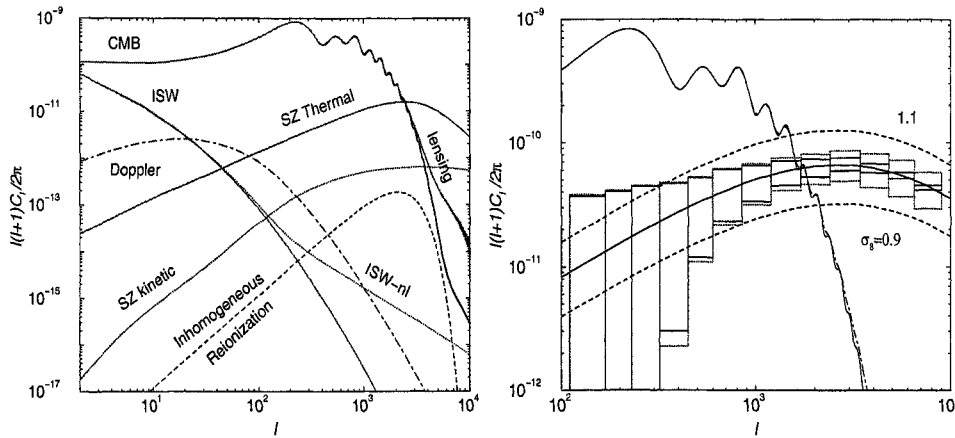 10⁻⁹
10⁻¹¹
10⁻¹³
10⁻¹⁵
10⁻¹⁷
l(l+1)Cₗ/2π
CMB
ISW
SZ Thermal
Doppler
lensing
SZ kinetic
Inhomogeneous
Reionization
ISW-nl
10¹
10²
10³
10⁴
l
10⁻⁹
10⁻¹⁰
10⁻¹¹
10⁻¹²
l(l+1)Cₗ/2π
1.1
σ₈=0.9
10²
10³
10
l